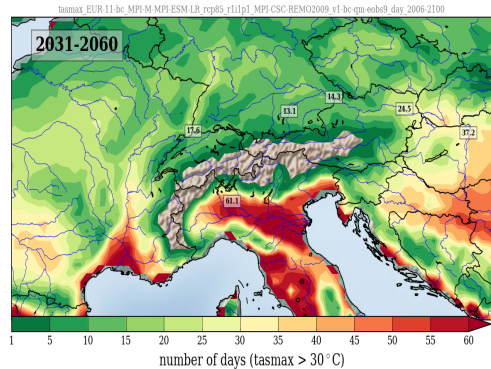 tasmax_EUR-11-bc_MPI-M-MPI-ESM-LR_rcp85_r1i1p1_MPI-CSC-REMO2009_v1-bc-qm-eobs9_day_2006-2100
2031-2060
14.3
13.1
24.5
17.6
37.2
61.1
1 5 10 15 20 25 30 35 40 45 50 55 60
number of days (tasmax > 30°C)